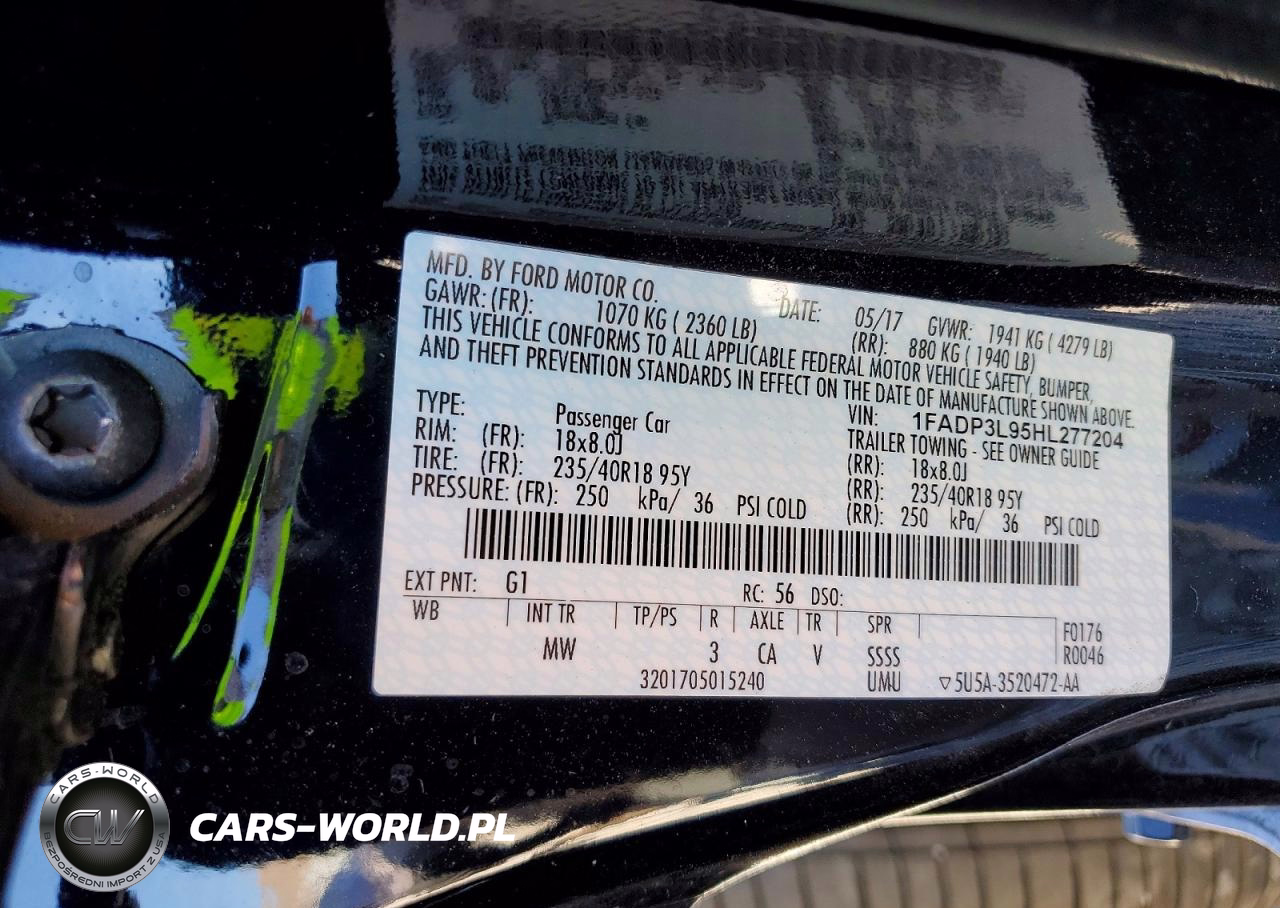 MFD. BY FORD MOTOR CO. DATE: 05/17 GVWR: 1941 KG ( 4279 LB)
GAWR: (FR): 1070 KG ( 2360 LB) (RR): 880 KG ( 1940 LB)
THIS VEHICLE CONFORMS TO ALL APPLICABLE FEDERAL MOTOR VEHICLE SAFETY, BUMPER,
AND THEFT PREVENTION STANDARDS IN EFFECT ON THE DATE OF MANUFACTURE SHOWN ABOVE.
VIN: 1FADP3L95HL277204
TYPE: Passenger Car TRAILER TOWING - SEE OWNER GUIDE
RIM: (FR): 18x8.0J (RR): 18x8.0J
TIRE: (FR): 235/40R18 95Y (RR): 235/40R18 95Y
PRESSURE: (FR): 250 kPa/ 36 PSI COLD (RR): 250 kPa/ 36 PSI COLD
EXT PNT: G1 RC: 56 DSO:
WB INT TR TP/PS R AXLE TR SPR F0176
MW 3 CA V SSSS R0046
3201705015240 UMU ▽5U5A-3520472-AA
CARS-WORLD
CW
BEZPOŚREDNI IMPORT Z USA
CARS-WORLD.PL